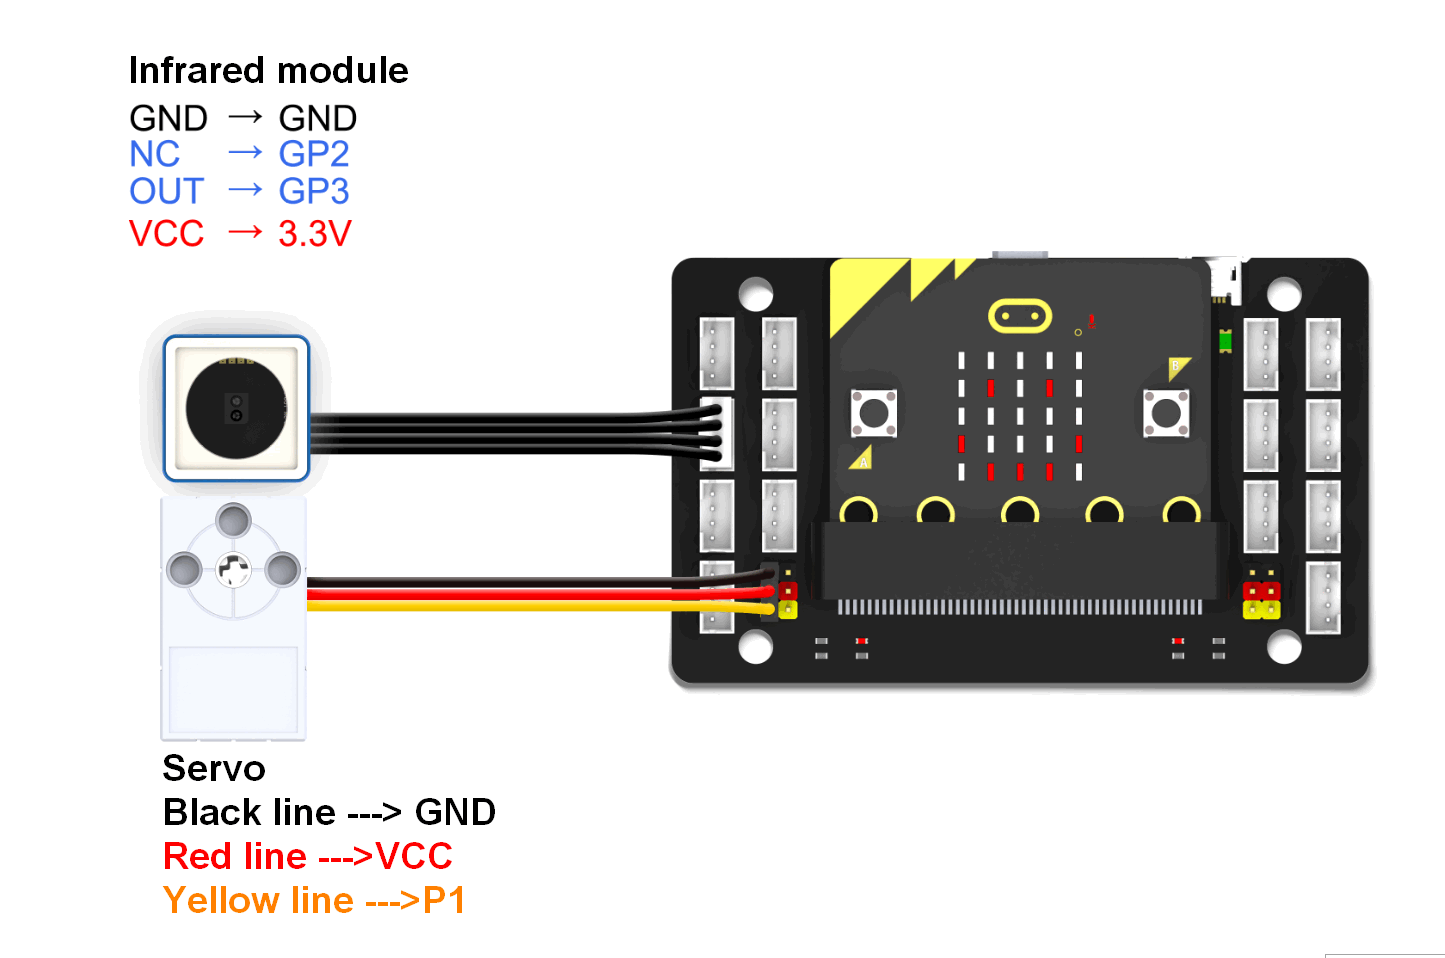 Infrared module
GND → GND
NC → GP2
OUT → GP3
VCC → 3.3V
B
A
Servo
Black line ---> GND
Red line --->VCC
Yellow line --->P1